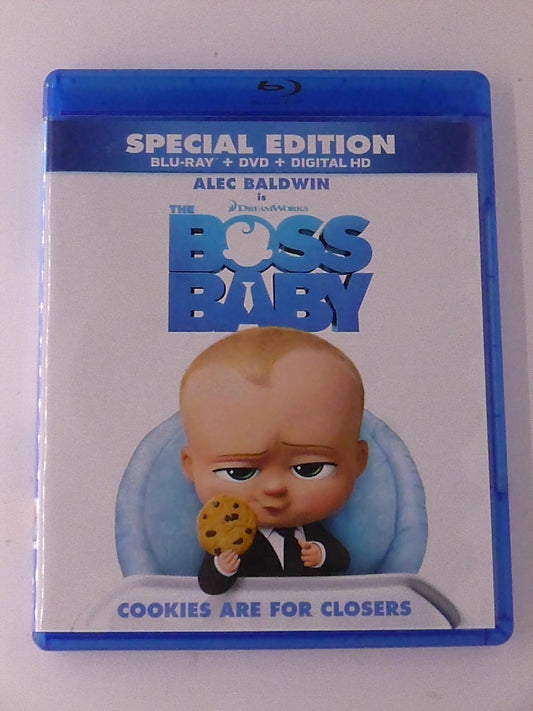 SPECIAL EDITION
BLU-RAY + DVD + DIGITAL HD
ALEC BALDWIN
is
DREAMWORKS
THE
BOSS
BABY
COOKIES ARE FOR CLOSERS